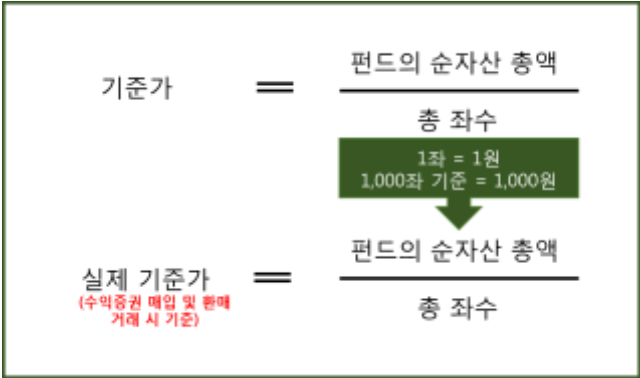 펀드의 순자산 총액
기준가 =
총 좌수
1좌 = 1원
1,000좌 기준 = 1,000원
펀드의 순자산 총액
실제 기준가 =
(수익증권 매입 및 환매
거래 시 기준)
총 좌수